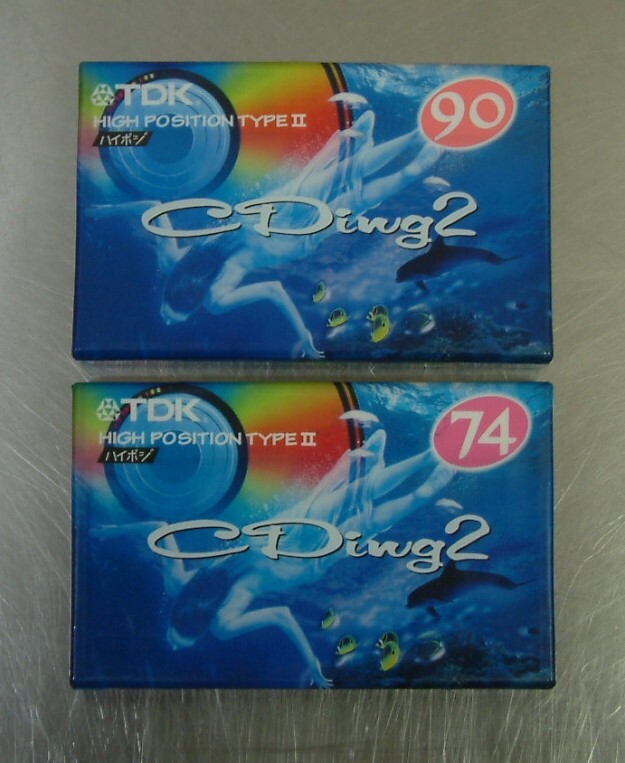 TDK
HIGH POSITION TYPE II
ハイポジ
90
CDing2
TDK
HIGH POSITION TYPE II
ハイポジ
74
CDing2